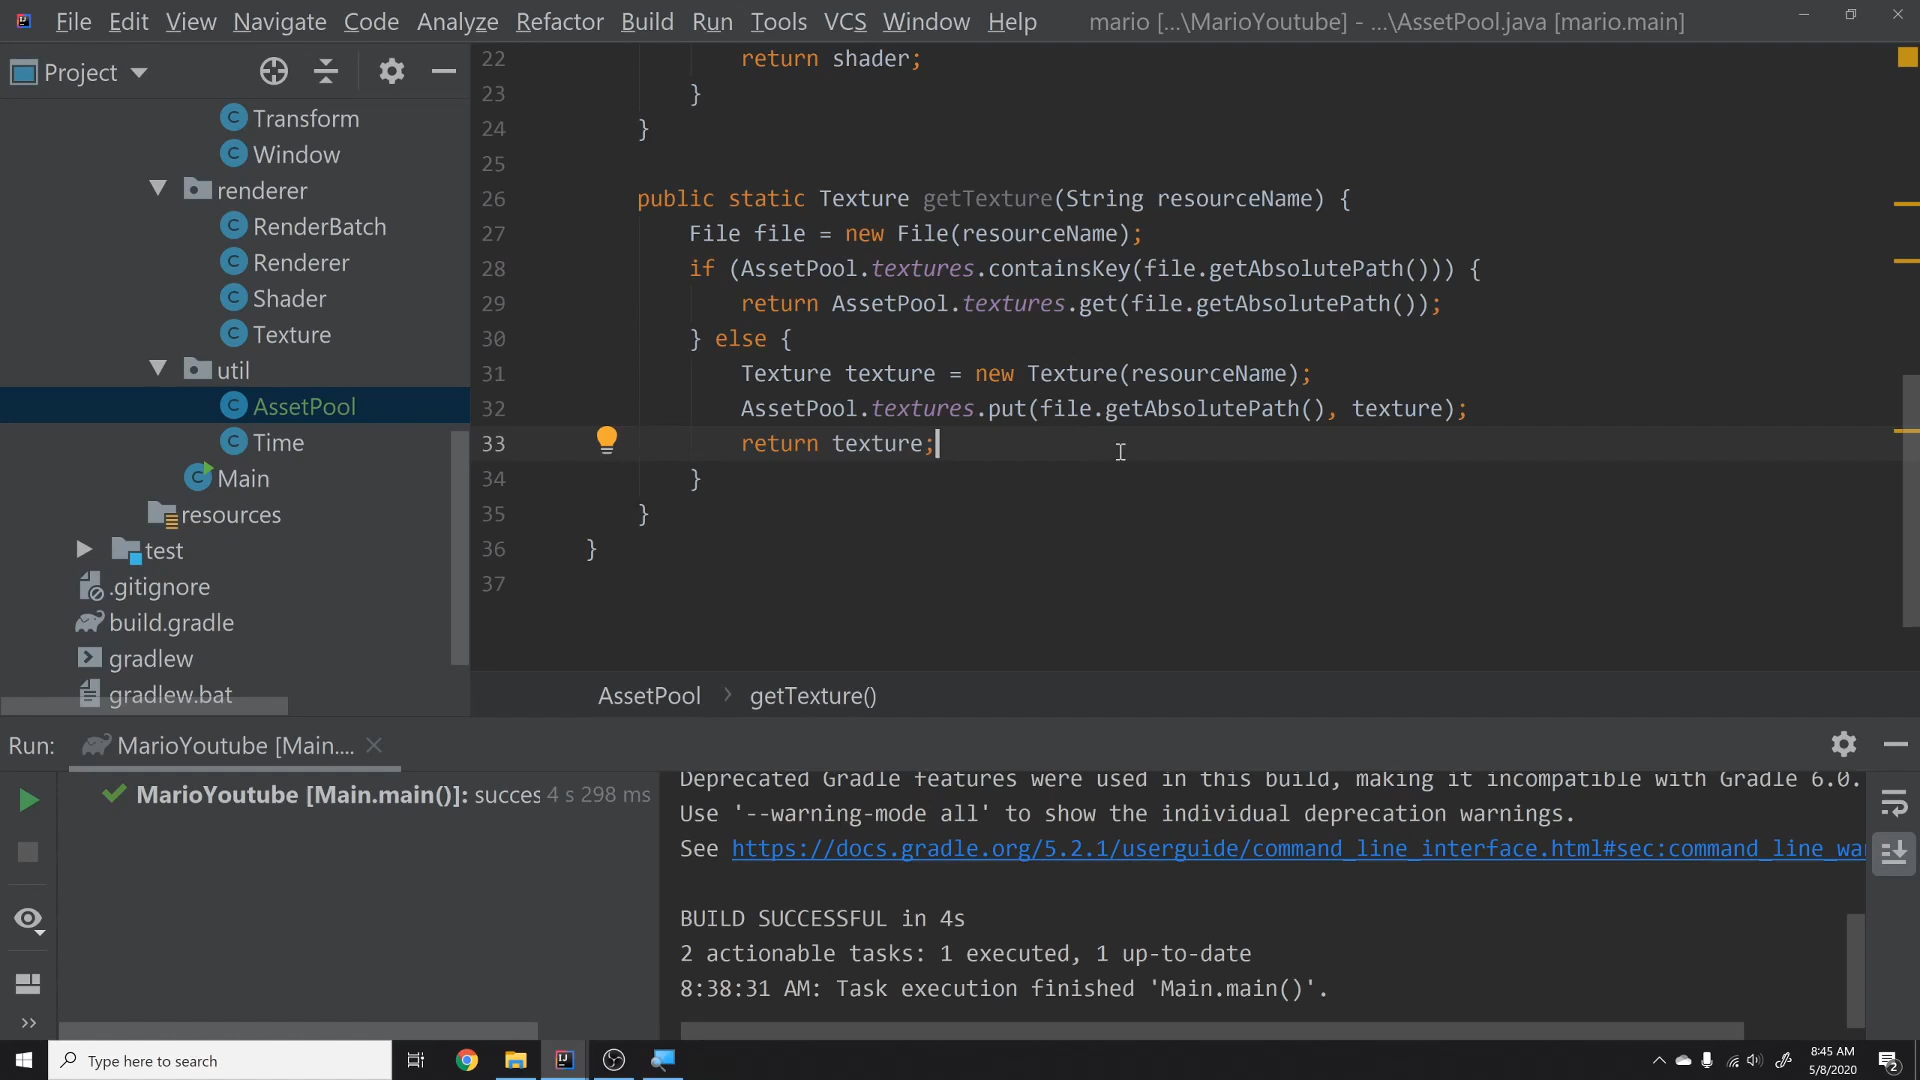 File Edit View Navigate Code Analyze Refactor Build Run Tools VCS Window Help mario [...\MarioYoutube] - ...\AssetPool.java [mario.main]
Project
Transform
Window
renderer
RenderBatch
Renderer
Shader
Texture
util
AssetPool
Time
Main
resources
test
.gitignore
build.gradle
gradlew
gradlew.bat
22 return shader;
23 }
24 }
25
26 public static Texture getTexture(String resourceName) {
27 File file = new File(resourceName);
28 if (AssetPool.textures.containsKey(file.getAbsolutePath())) {
29 return AssetPool.textures.get(file.getAbsolutePath());
30 } else {
31 Texture texture = new Texture(resourceName);
32 AssetPool.textures.put(file.getAbsolutePath(), texture);
33 return texture;
34 }
35 }
36 }
37
AssetPool > getTexture()
Run: MarioYoutube [Main....
MarioYoutube [Main.main()]: succes 4 s 298 ms
Deprecated Gradle features were used in this build, making it incompatible with Gradle 6.0.
Use '--warning-mode all' to show the individual deprecation warnings.
See https://docs.gradle.org/5.2.1/userguide/command_line_interface.html#sec:command_line_wa
BUILD SUCCESSFUL in 4s
2 actionable tasks: 1 executed, 1 up-to-date
8:38:31 AM: Task execution finished 'Main.main()'.
Type here to search
8:45 AM
5/8/2020
2